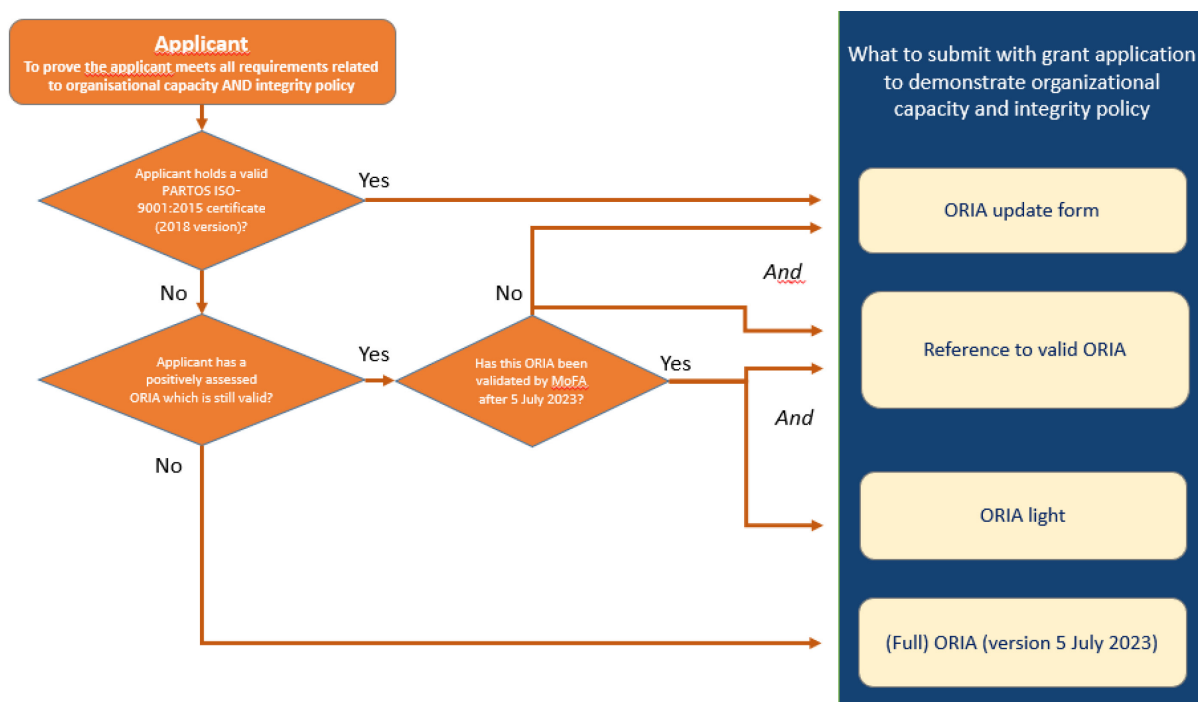 Applicant
To prove the applicant meets all requirements related
to organisational capacity AND integrity policy
What to submit with grant application
to demonstrate organizational
capacity and integrity policy
Applicant holds a valid
PARTOS ISO-
9001:2015 certificate
(2018 version)?
Yes
ORIA update form
And
No
No
Applicant has a
positively assessed
ORIA which is still valid?
Yes
Has this ORIA been
validated by MoFA
after 5 July 2023?
Yes
Reference to valid ORIA
And
No
ORIA light
(Full) ORIA (version 5 July 2023)